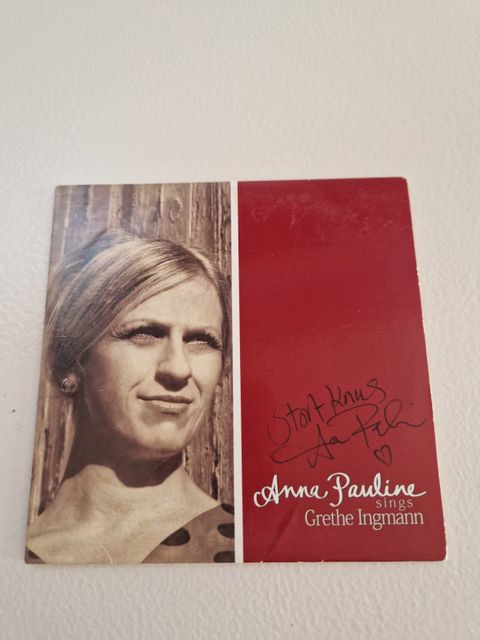 Stort Knus
Anna Pauline
sings
Grethe Ingmann